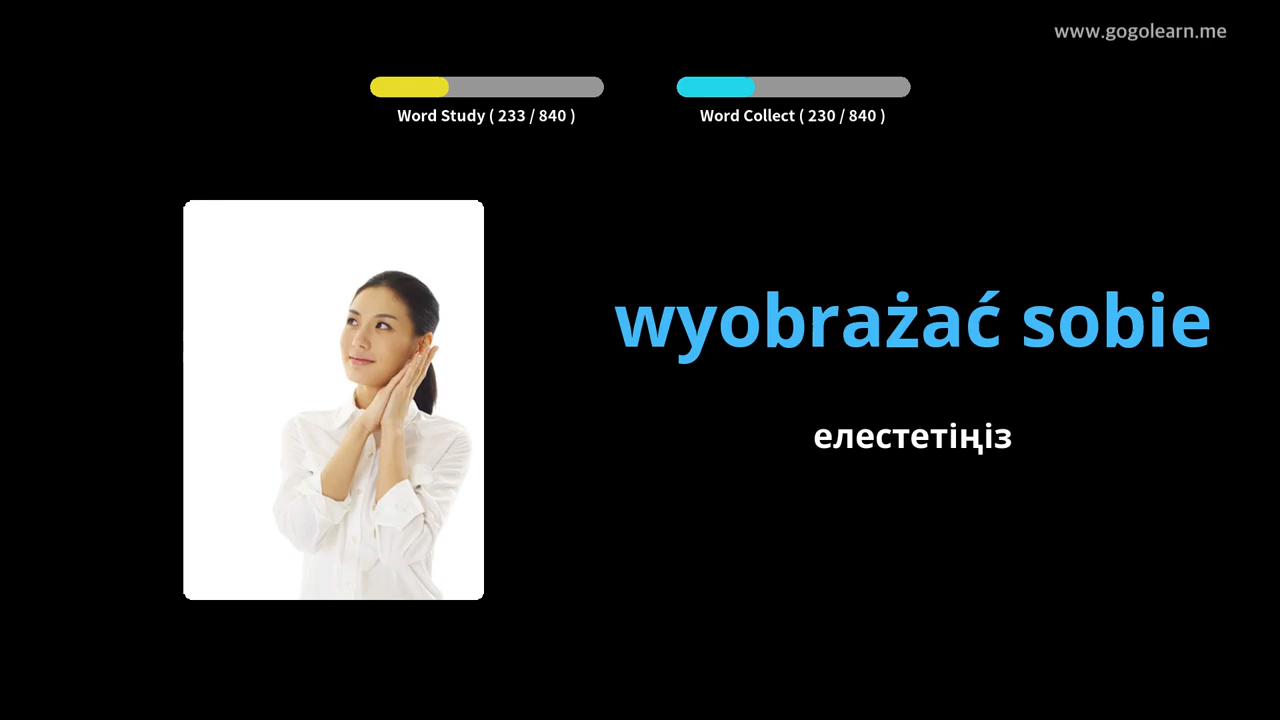 www.gogolearn.me
Word Study ( 233 / 840 )
Word Collect ( 230 / 840 )
wyobrażać sobie
елестетіңіз